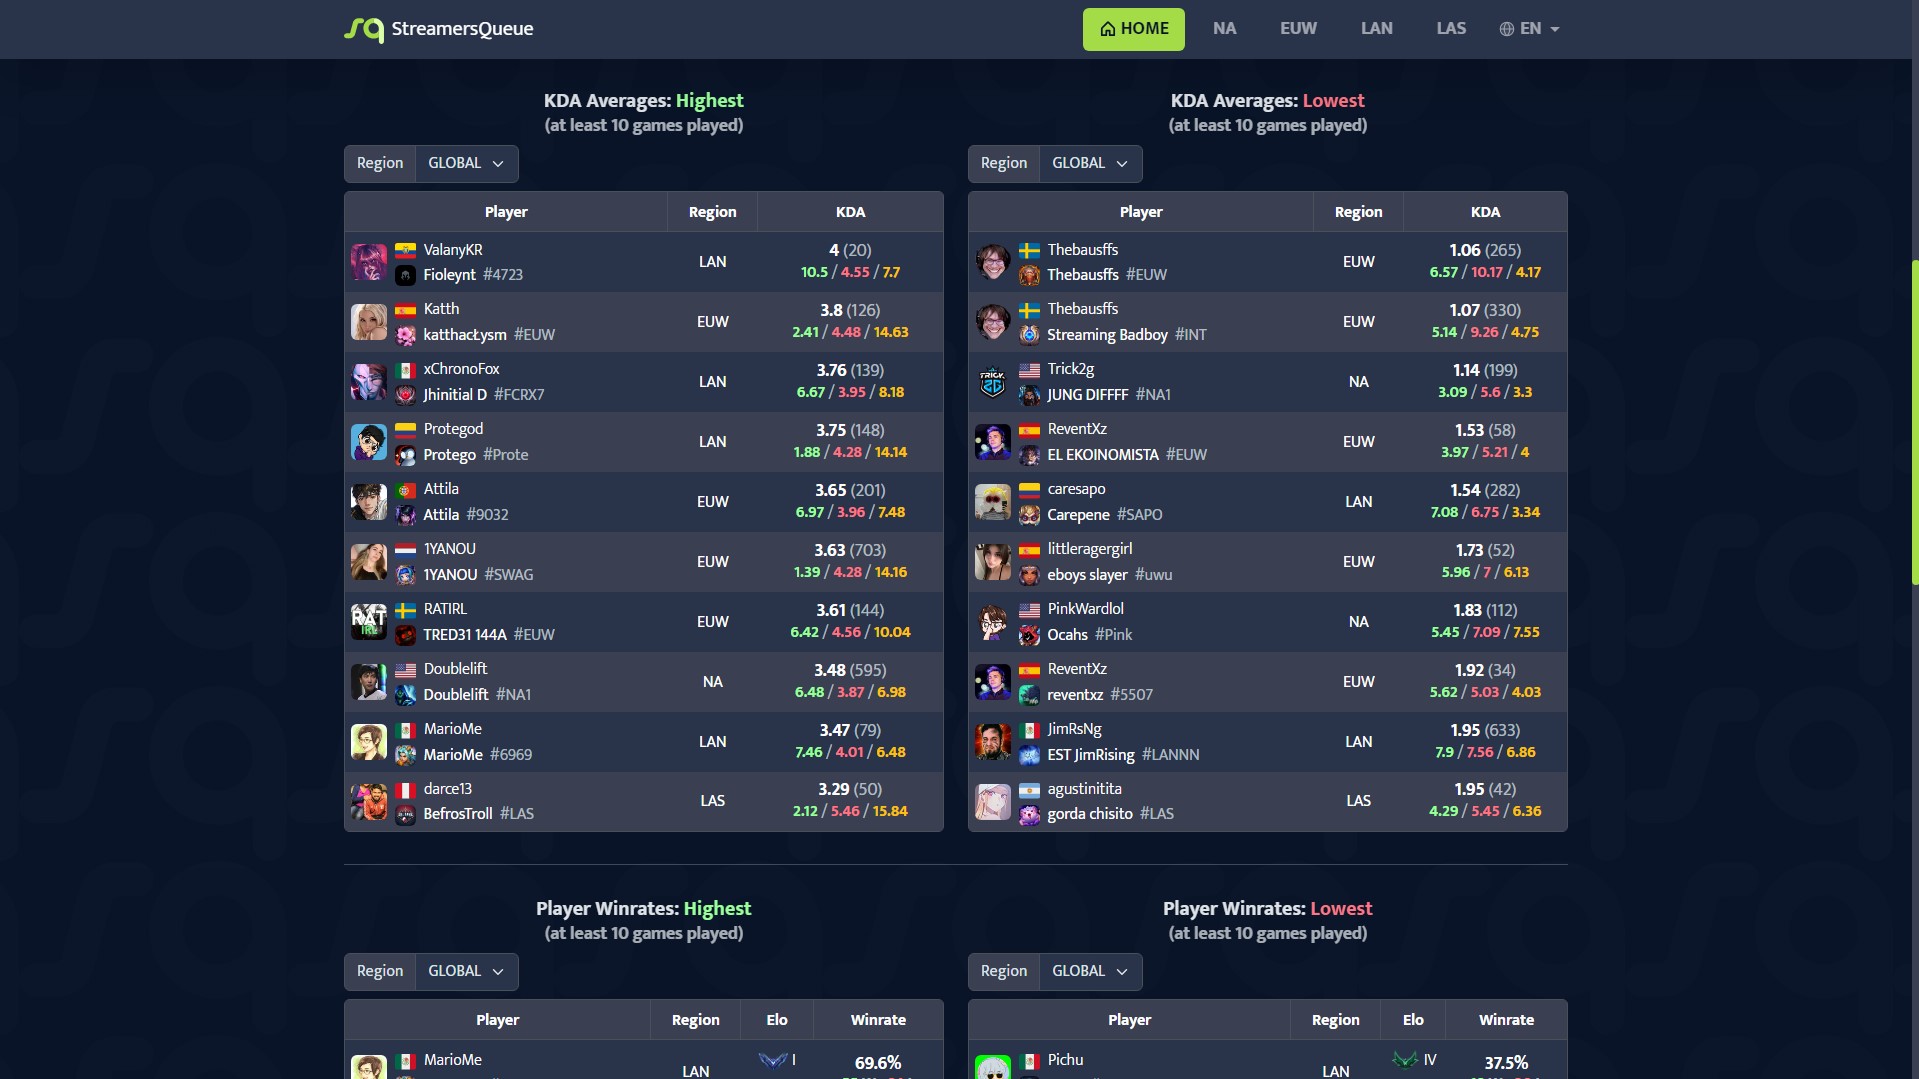 StreamersQueue
HOME
NA
EUW
LAN
LAS
EN
KDA Averages: Highest
(at least 10 games played)
Region GLOBAL
Player Region KDA
ValanyKR
Fioleynt #4723
LAN
4 (20)
10.5 / 4.55 / 7.7
Katth
katthacŁysm #EUW
EUW
3.8 (126)
2.41 / 4.48 / 14.63
xChronoFox
Jhinitial D #FCRX7
LAN
3.76 (139)
6.67 / 3.95 / 8.18
Protegod
Protego #Prote
LAN
3.75 (148)
1.88 / 4.28 / 14.14
Attila
Attila #9032
EUW
3.65 (201)
6.97 / 3.96 / 7.48
1YANOU
1YANOU #SWAG
EUW
3.63 (703)
1.39 / 4.28 / 14.16
RATIRL
TRED31 144A #EUW
EUW
3.61 (144)
6.42 / 4.56 / 10.04
Doublelift
Doublelift #NA1
NA
3.48 (595)
6.48 / 3.87 / 6.98
MarioMe
MarioMe #6969
LAN
3.47 (79)
7.46 / 4.01 / 6.48
darce13
BefrosTroll #LAS
LAS
3.29 (50)
2.12 / 5.46 / 15.84
KDA Averages: Lowest
(at least 10 games played)
Region GLOBAL
Player Region KDA
Thebausffs
Thebausffs #EUW
EUW
1.06 (265)
6.57 / 10.17 / 4.17
Thebausffs
Streaming Badboy #INT
EUW
1.07 (330)
5.14 / 9.26 / 4.75
Trick2g
JUNG DIFFFF #NA1
NA
1.14 (199)
3.09 / 5.6 / 3.3
ReventXz
EL EKOINOMISTA #EUW
EUW
1.53 (58)
3.97 / 5.21 / 4
caresapo
Carepene #SAPO
LAN
1.54 (282)
7.08 / 6.75 / 3.34
littleragergirl
eboys slayer #uwu
EUW
1.73 (52)
5.96 / 7 / 6.13
PinkWardlol
Ocahs #Pink
NA
1.83 (112)
5.45 / 7.09 / 7.55
ReventXz
reventxz #5507
EUW
1.92 (34)
5.62 / 5.03 / 4.03
JimRsNg
EST JimRising #LANNN
LAN
1.95 (633)
7.9 / 7.56 / 6.86
agustinitita
gorda chisito #LAS
LAS
1.95 (42)
4.29 / 5.45 / 6.36
Player Winrates: Highest
(at least 10 games played)
Region GLOBAL
Player Region Elo Winrate
MarioMe
LAN
I
69.6%
Player Winrates: Lowest
(at least 10 games played)
Region GLOBAL
Player Region Elo Winrate
Pichu
LAN
IV
37.5%